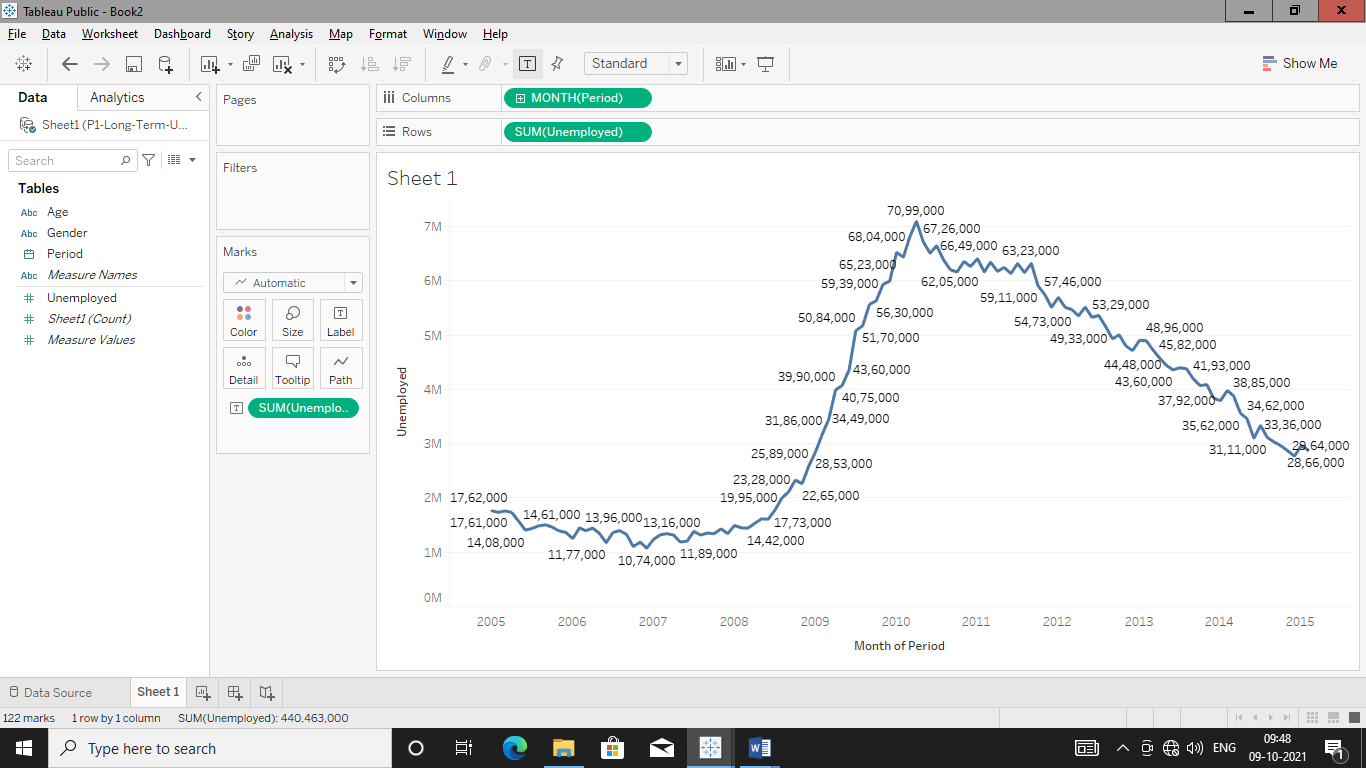 Tableau Public - Book2
File Data Worksheet Dashboard Story Analysis Map Format Window Help
Standard
Show Me
Data Analytics
Sheet1 (P1-Long-Term-U...
Search
Tables
Abc Age
Abc Gender
Period
Abc Measure Names
Unemployed
Sheet1 (Count)
Measure Values
Pages
Filters
Marks
Automatic
Color Size Label
Detail Tooltip Path
SUM(Unemplo..
Columns MONTH(Period)
Rows SUM(Unemployed)
Sheet 1
Unemployed
7M
6M
5M
4M
3M
2M
1M
0M
70,99,000
67,26,000
68,04,000
66,49,000
63,23,000
65,23,000
62,05,000
57,46,000
59,39,000
59,11,000
53,29,000
56,30,000
50,84,000
54,73,000
48,96,000
51,70,000
49,33,000
45,82,000
44,48,000
41,93,000
43,60,000
39,90,000
43,60,000
38,85,000
40,75,000
37,92,000
34,62,000
31,86,000
34,49,000
35,62,000
33,36,000
25,89,000
31,11,000
29,64,000
28,53,000
28,66,000
23,28,000
22,65,000
17,62,000
19,95,000
14,61,000
13,96,000
13,16,000
17,61,000
17,73,000
14,08,000
14,42,000
11,77,000
11,89,000
10,74,000
2005 2006 2007 2008 2009 2010 2011 2012 2013 2014 2015
Month of Period
Data Source Sheet 1
122 marks 1 row by 1 column SUM(Unemployed): 440,463,000
Type here to search
ENG
09:48
09-10-2021
1